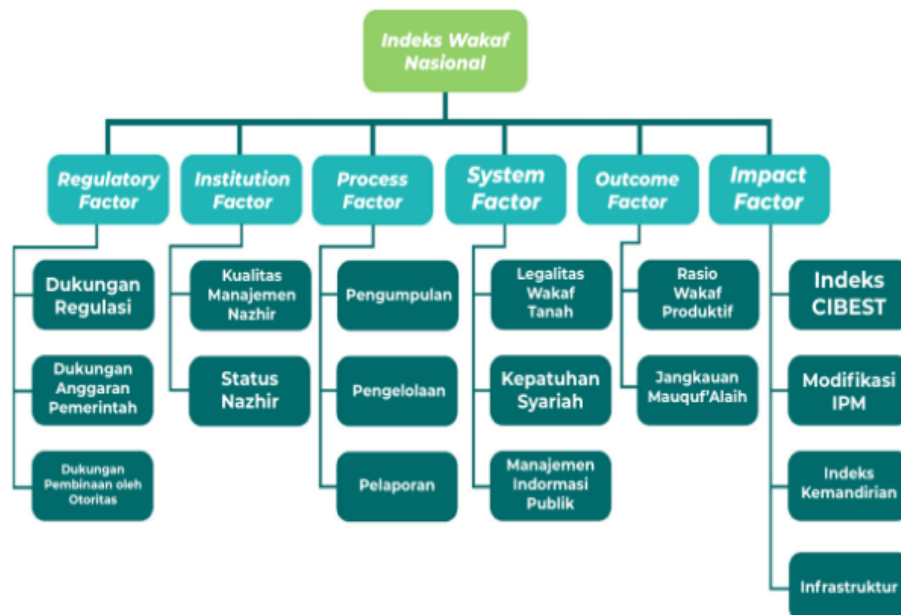 Indeks Wakaf
Nasional
Regulatory
Factor
Institution
Factor
Process
Factor
System
Factor
Outcome
Factor
Impact
Factor
Dukungan
Regulasi
Dukungan
Anggaran
Pemerintah
Dukungan
Pembinaan oleh
Otoritas
Kualitas
Manajemen
Nazhir
Status
Nazhir
Pengumpulan
Pengelolaan
Pelaporan
Legalitas
Wakaf
Tanah
Kepatuhan
Syariah
Manajemen
Indormasi
Publik
Rasio
Wakaf
Produktif
Jangkauan
Mauquf'Alaih
Indeks
CIBEST
Modifikasi
IPM
Indeks
Kemandirian
Infrastruktur